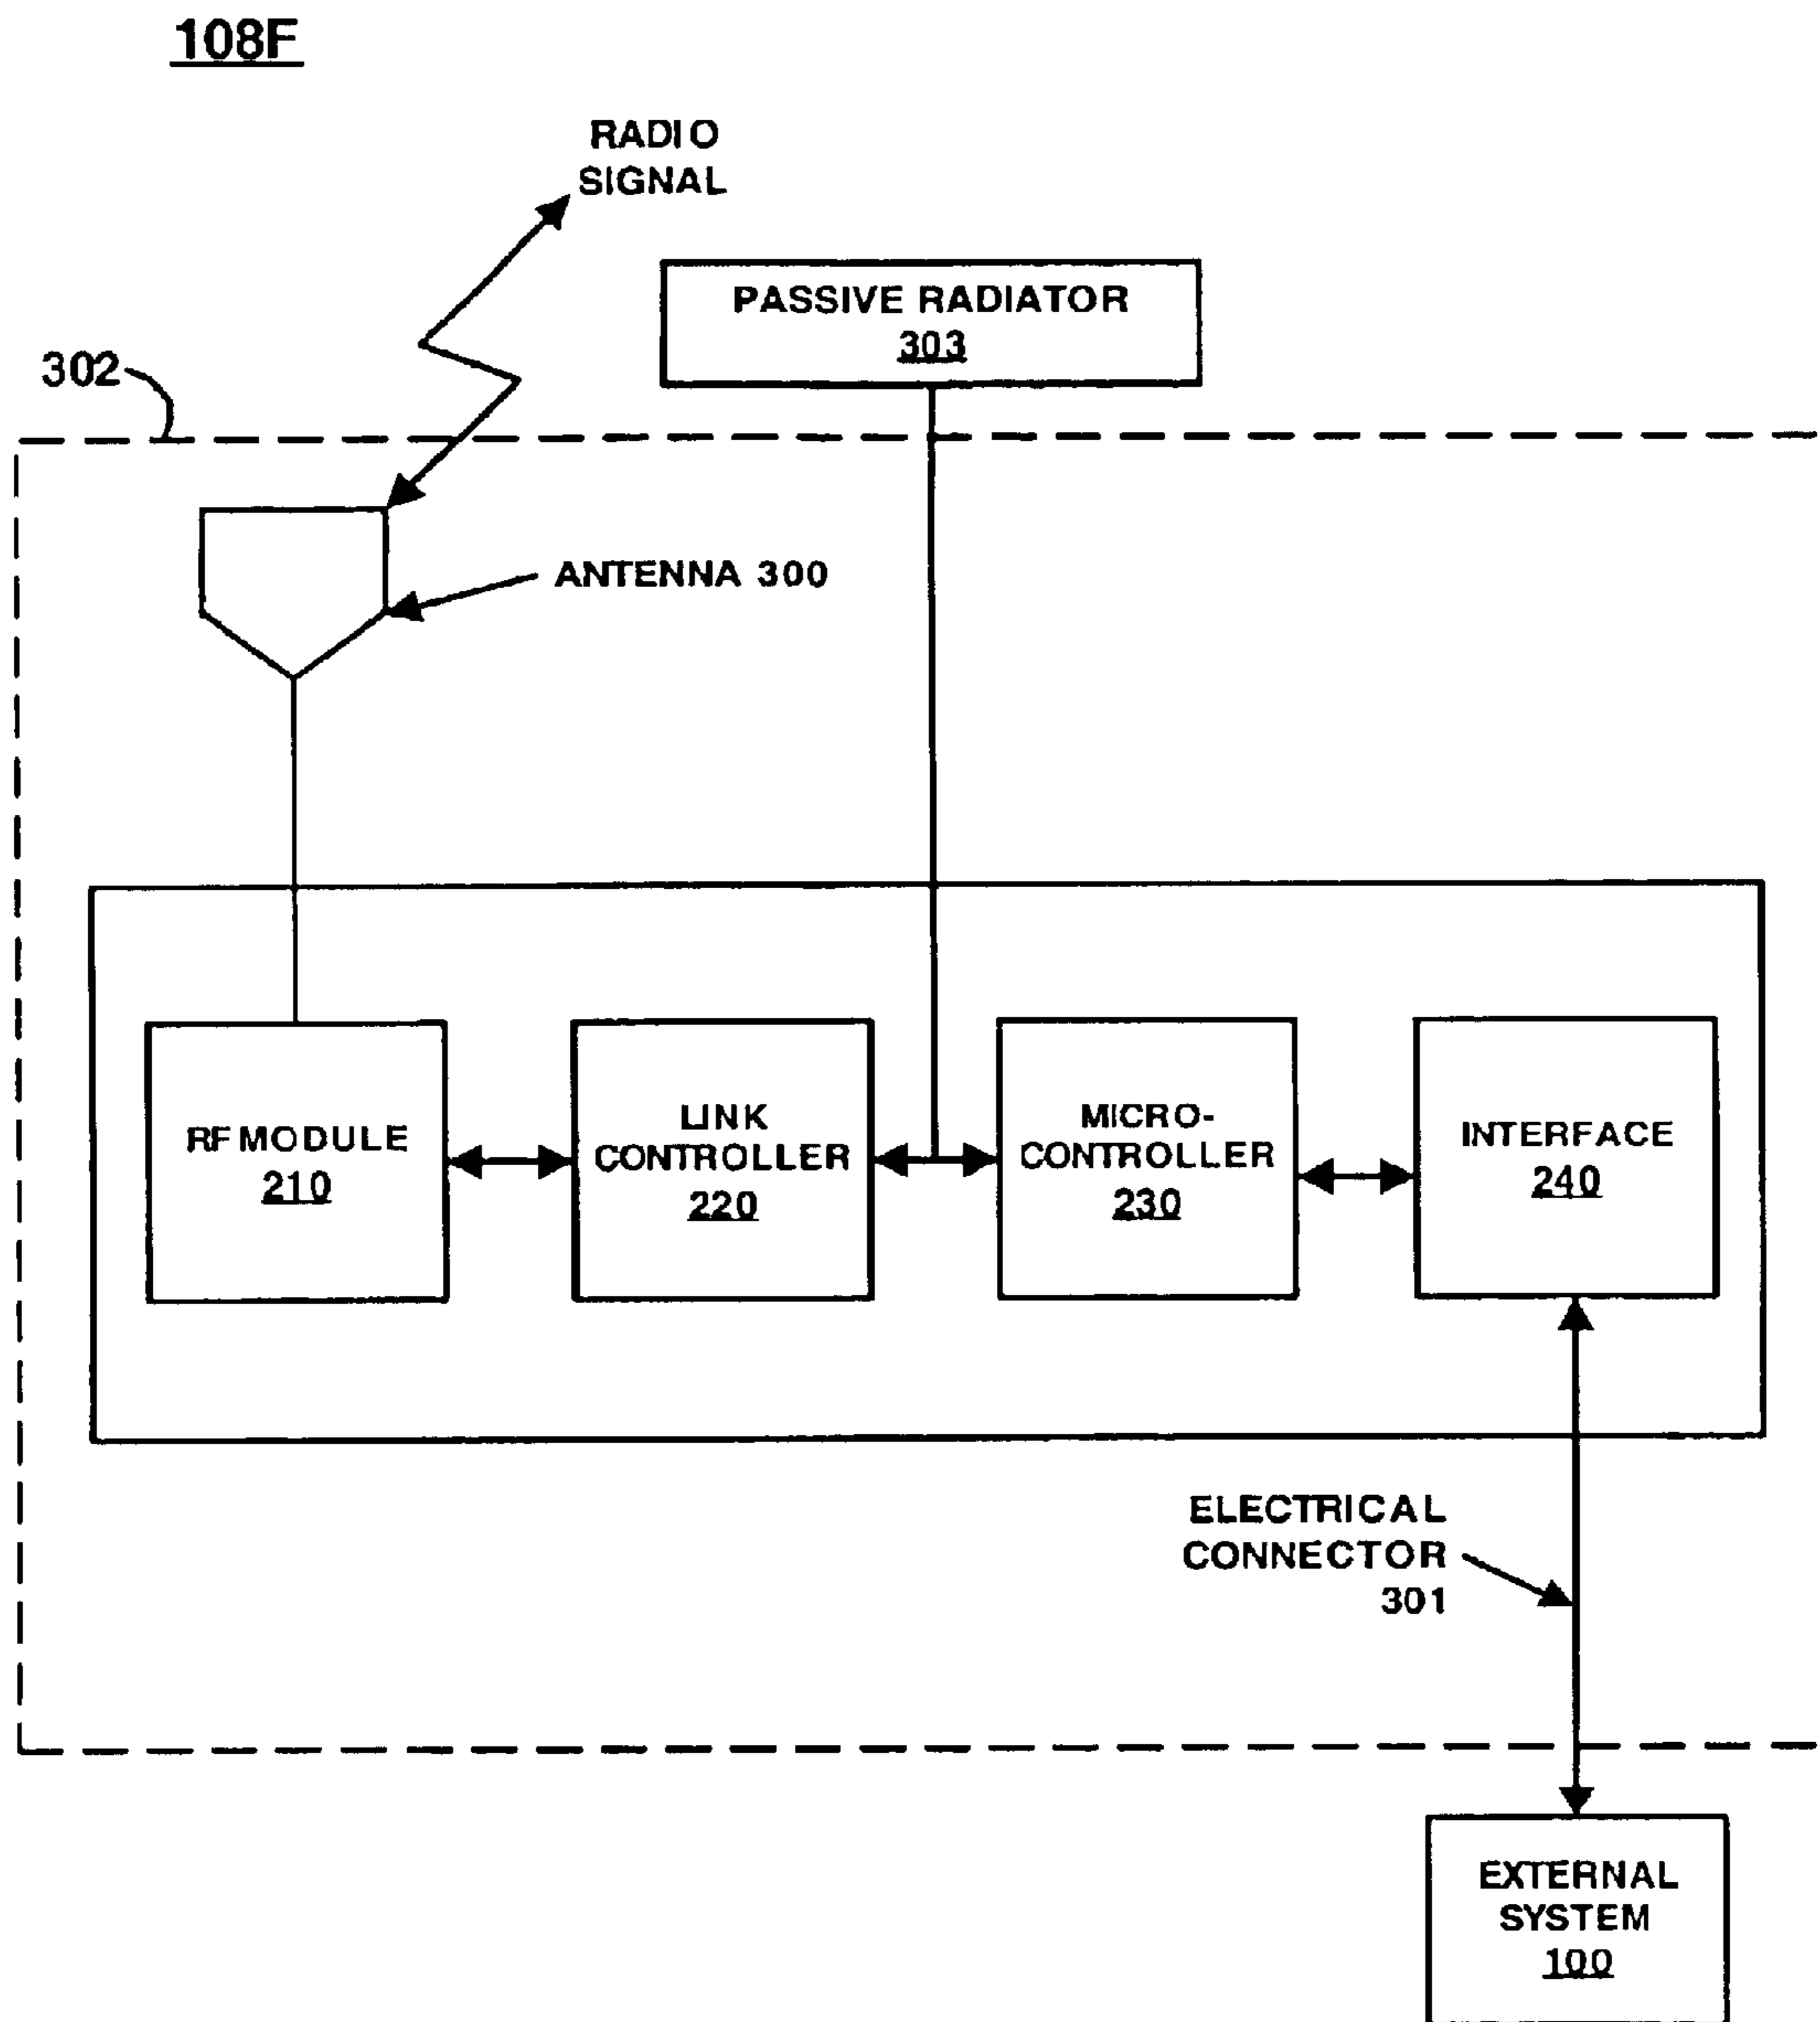 108F
RADIO
SIGNAL
PASSIVE RADIATOR
303
302
ANTENNA 300
RF MODULE
210
LINK
CONTROLLER
220
MICRO-
CONTROLLER
230
INTERFACE
240
ELECTRICAL
CONNECTOR
301
EXTERNAL
SYSTEM
100